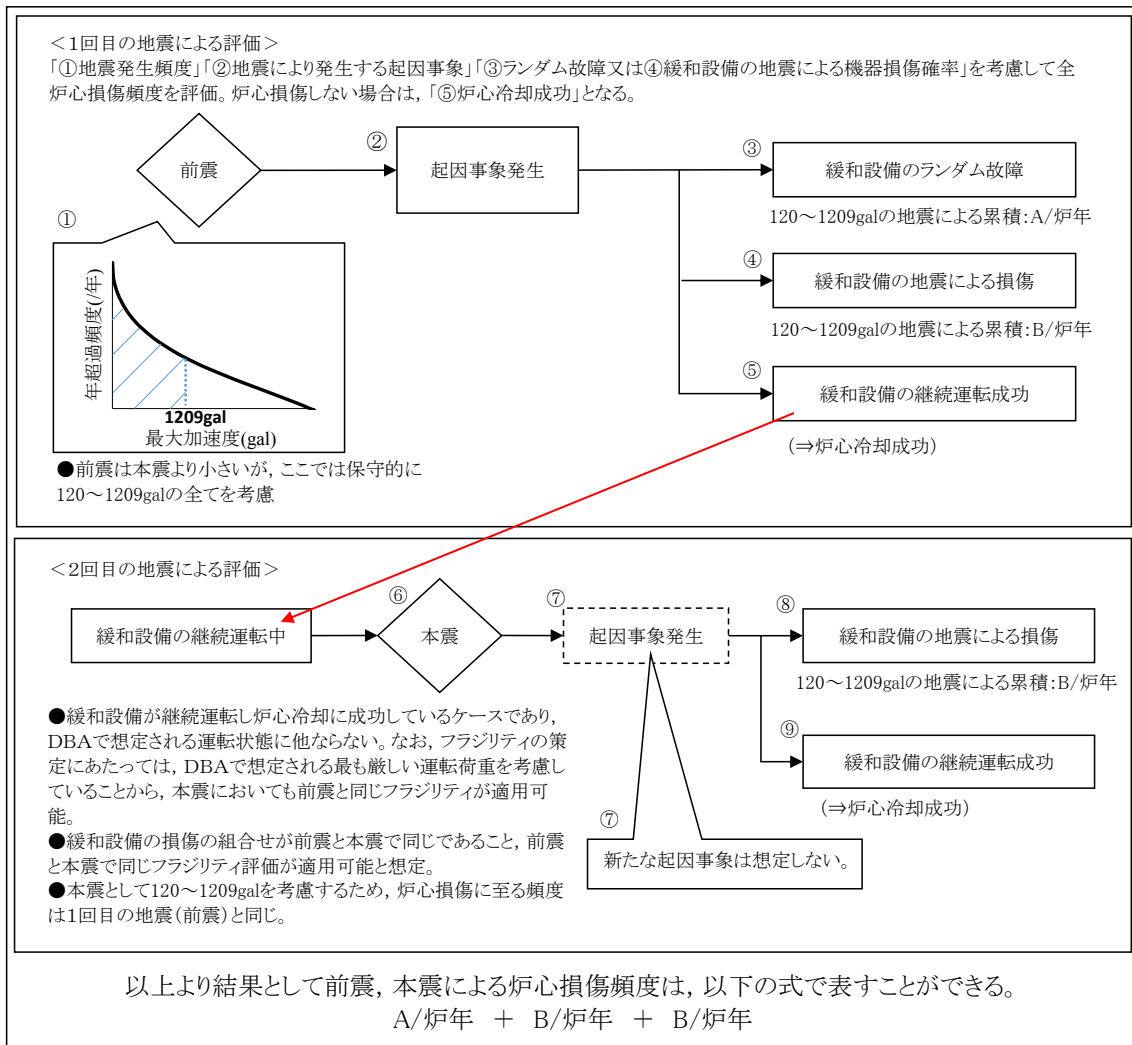 ＜１回目の地震による評価＞
「①地震発生頻度」「②地震により発生する起因事象」「③ランダム故障又は④緩和設備の地震による機器損傷確率」を考慮して全
炉心損傷頻度を評価。炉心損傷しない場合は，「⑤炉心冷却成功」となる。
前震
②
起因事象発生
③
緩和設備のランダム故障
120～1209galの地震による累積：A/炉年
①
年超過頻度(/年)
1209gal
最大加速度(gal)
④
緩和設備の地震による損傷
120～1209galの地震による累積：B/炉年
⑤
緩和設備の継続運転成功
(⇒炉心冷却成功)
●前震は本震より小さいが，ここでは保守的に
120～1209galの全てを考慮
＜２回目の地震による評価＞
緩和設備の継続運転中
⑥
本震
⑦
起因事象発生
⑧
緩和設備の地震による損傷
120～1209galの地震による累積：B/炉年
⑨
緩和設備の継続運転成功
(⇒炉心冷却成功)
⑦
新たな起因事象は想定しない。
●緩和設備が継続運転し炉心冷却に成功しているケースであり，
DBAで想定される運転状態に他ならない。なお，フラジリティの策
定にあたっては，DBAで想定される最も厳しい運転荷重を考慮し
ていることから，本震においても前震と同じフラジリティが適用可
能。
●緩和設備の損傷の組合せが前震と本震で同じであること，前震
と本震で同じフラジリティ評価が適用可能と想定。
●本震として120～1209galを考慮するため，炉心損傷に至る頻度
は１回目の地震（前震）と同じ。
以上より結果として前震，本震による炉心損傷頻度は，以下の式で表すことができる。
A/炉年　＋　B/炉年　＋　B/炉年